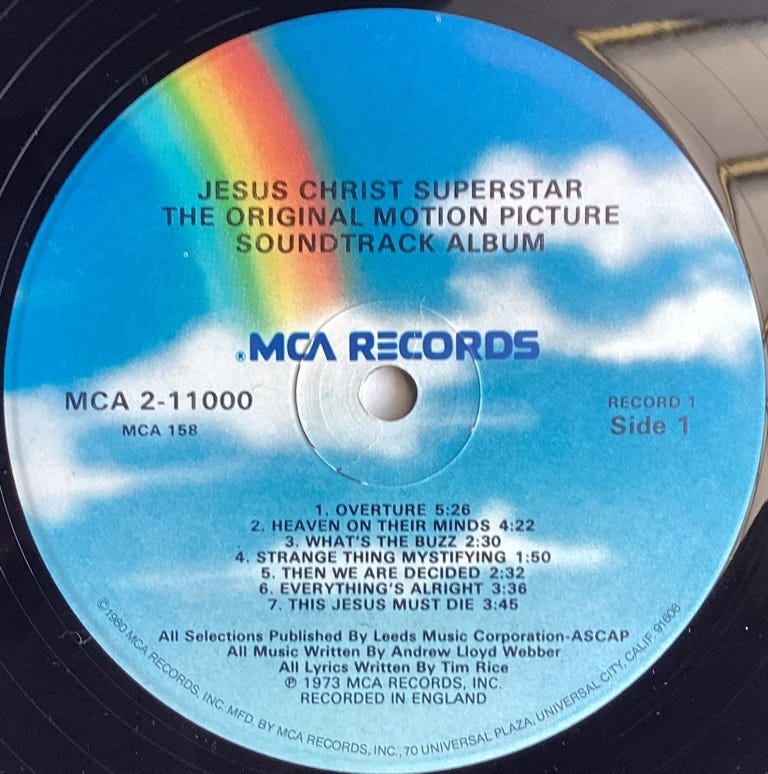 JESUS CHRIST SUPERSTAR
THE ORIGINAL MOTION PICTURE
SOUNDTRACK ALBUM
®MCA RECORDS
MCA 2-11000
MCA 158
RECORD 1
Side 1
1. OVERTURE 5:26
2. HEAVEN ON THEIR MINDS 4:22
3. WHAT'S THE BUZZ 2:30
4. STRANGE THING MYSTIFYING 1:50
5. THEN WE ARE DECIDED 2:32
6. EVERYTHING'S ALRIGHT 3:36
7. THIS JESUS MUST DIE 3:45
All Selections Published By Leeds Music Corporation-ASCAP
All Music Written By Andrew Lloyd Webber
All Lyrics Written By Tim Rice
℗ 1973 MCA RECORDS, INC.
RECORDED IN ENGLAND
©1980 MCA RECORDS, INC. MFD. BY MCA RECORDS, INC., 70 UNIVERSAL PLAZA, UNIVERSAL CITY, CALIF. 91608